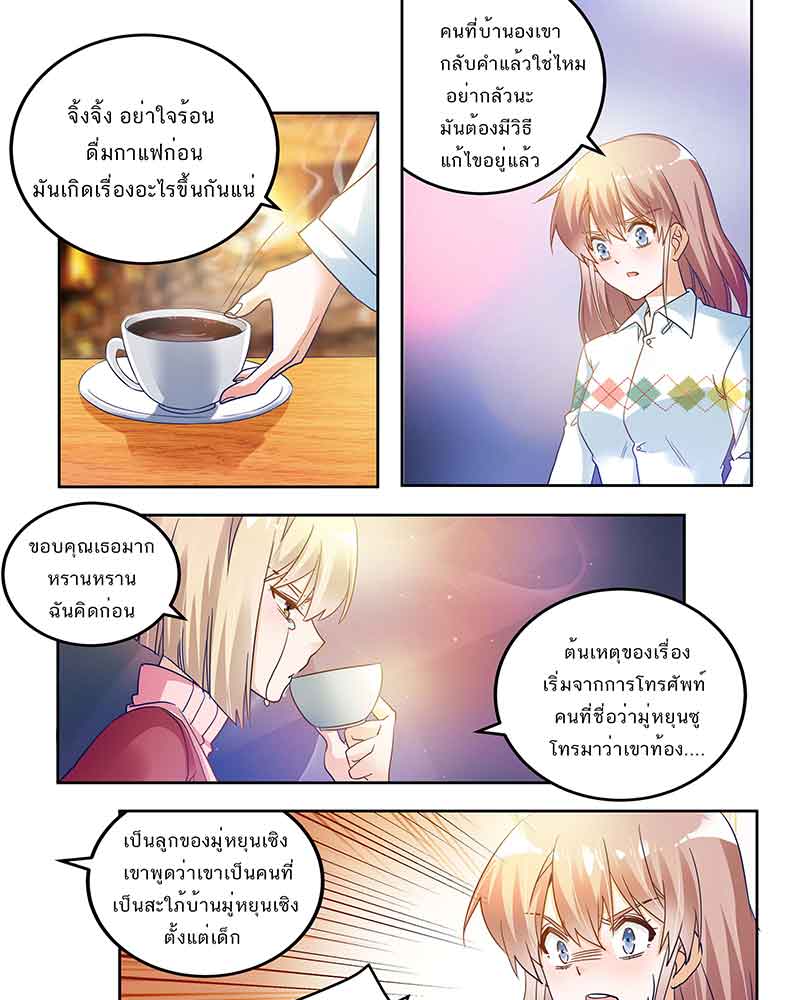 จิ้งจิ้ง อย่าใจร้อน
ดื่มกาแฟก่อน
มันเกิดเรื่องอะไรขึ้นกันแน่
คนที่บ้านองเขา
กลับคำแล้วใช่ไหม
อย่ากลัวนะ
มันต้องมีวิธี
แก้ไขอยู่แล้ว
ขอบคุณเธอมาก
หรานหราน
ฉันคิดก่อน
ต้นเหตุของเรื่อง
เริ่มจากการโทรศัพท์
คนที่ชื่อว่ามู่หยุนซู
โทรมาว่าเขาท้อง....
เป็นลูกของมู่หยุนเซิง
เขาพูดว่าเขาเป็นคนที่
เป็นสะใภ้บ้านมู่หยุนเซิง
ตั้งแต่เด็ก